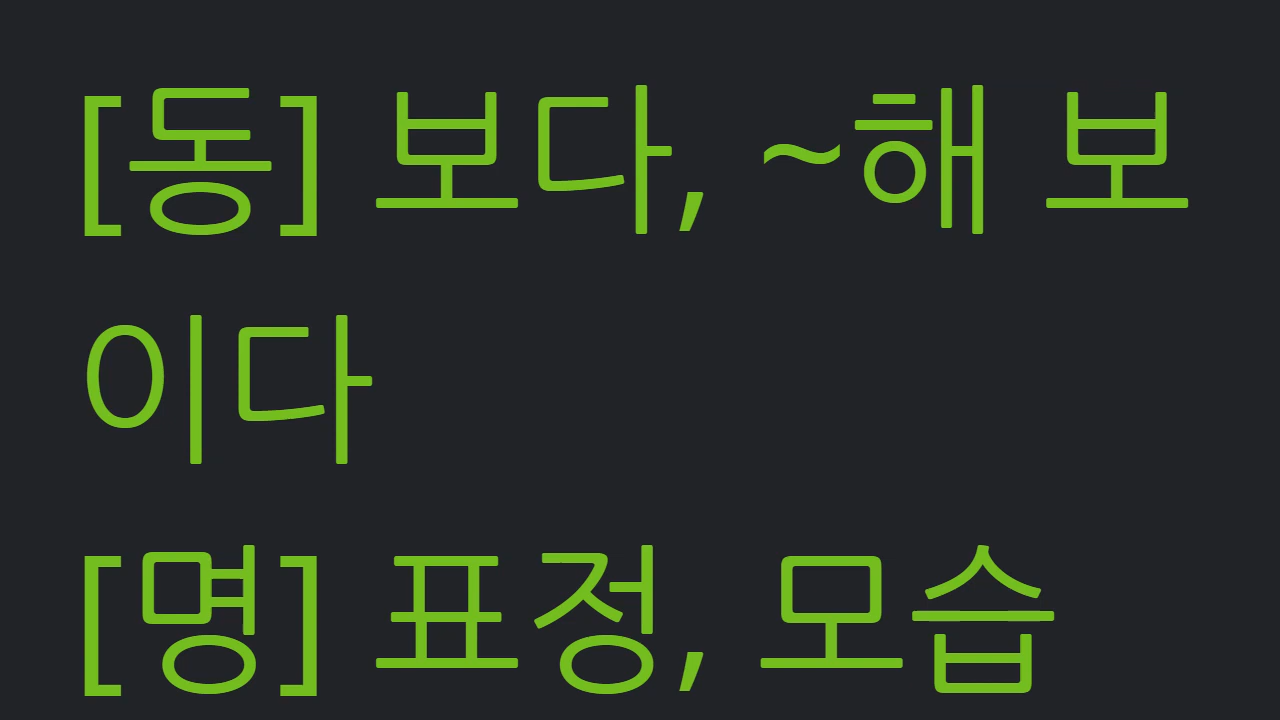 [동] 보다, ~해 보
이다
[명] 표정, 모습